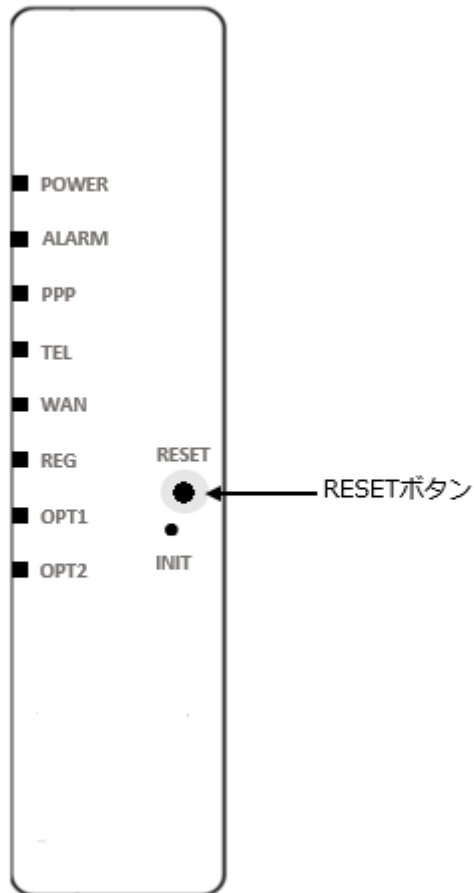 POWER
ALARM
PPP
TEL
WAN
REG
OPT1
OPT2
RESET
INIT
RESETボタン